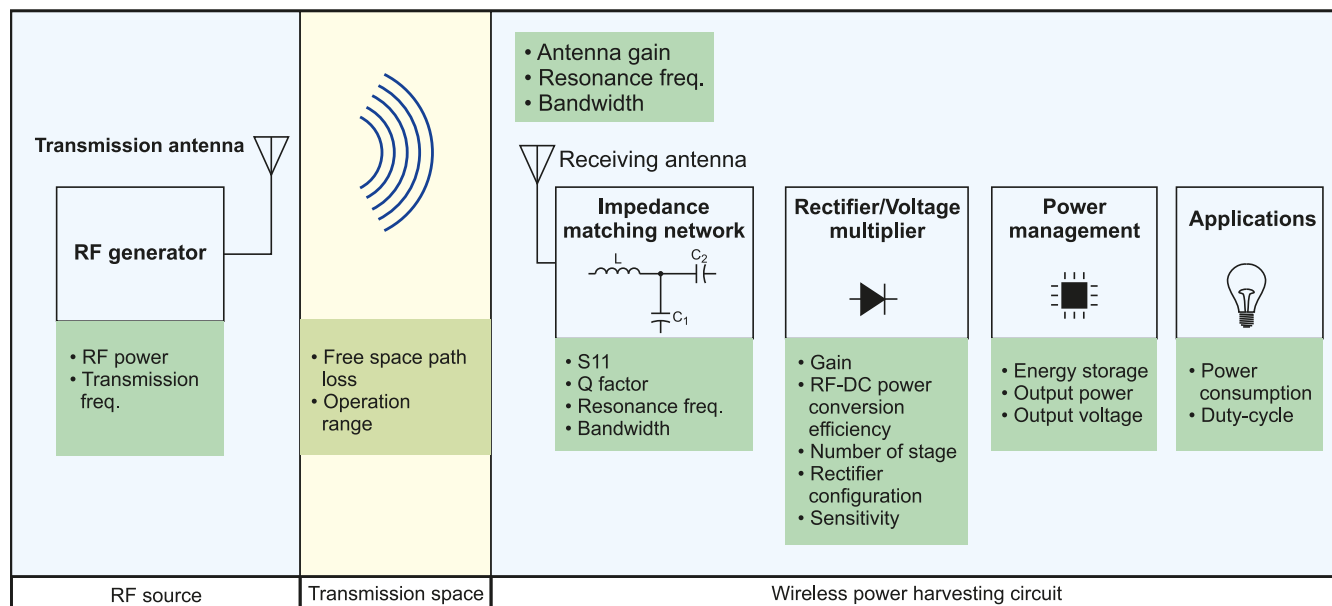 • Antenna gain
• Resonance freq.
• Bandwidth
Transmission antenna
Receiving antenna
RF generator
Impedance
matching network
L
C2
C1
Rectifier/Voltage
multiplier
Power
management
Applications
• RF power
• Transmission
freq.
• Free space path
loss
• Operation
range
• S11
• Q factor
• Resonance freq.
• Bandwidth
• Gain
• RF-DC power
conversion
efficiency
• Number of stage
• Rectifier
configuration
• Sensitivity
• Energy storage
• Output power
• Output voltage
• Power
consumption
• Duty-cycle
RF source
Transmission space
Wireless power harvesting circuit